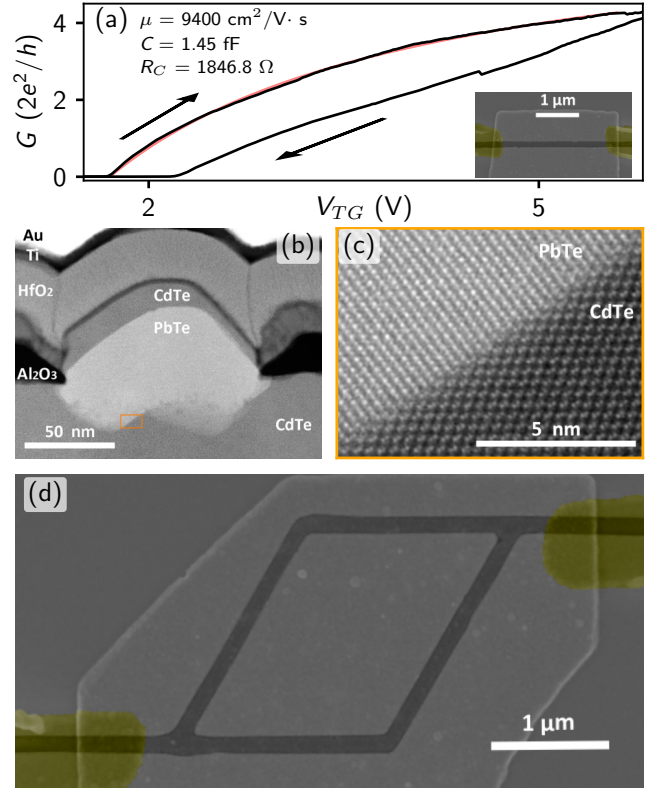 (a)
μ = 9400 cm²/V· s
C = 1.45 fF
R_C = 1846.8 Ω
G (2e²/h)
4
2
0
1 μm
2
V_TG (V)
5
Au
Ti
HfO₂
CdTe
PbTe
Al₂O₃
CdTe
50 nm
(b)
(c)
PbTe
CdTe
5 nm
(d)
1 μm